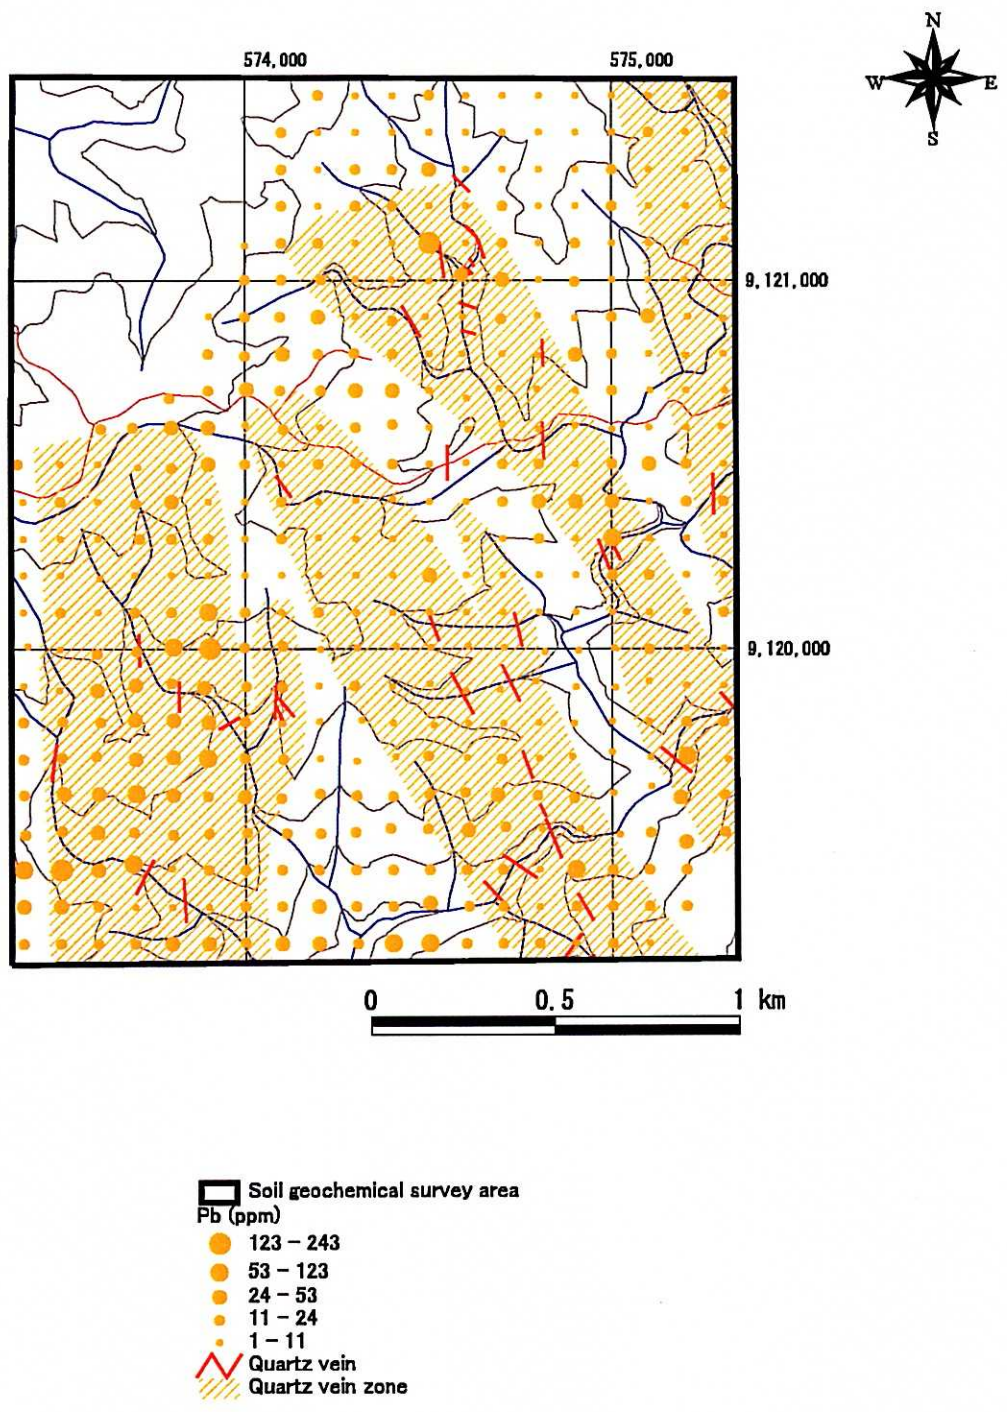 N
W E
S
574,000 575,000
9,121,000
9,120,000
0 0.5 1 km
Soil geochemical survey area
Pb (ppm)
123 - 243
53 - 123
24 - 53
11 - 24
1 - 11
Quartz vein
Quartz vein zone